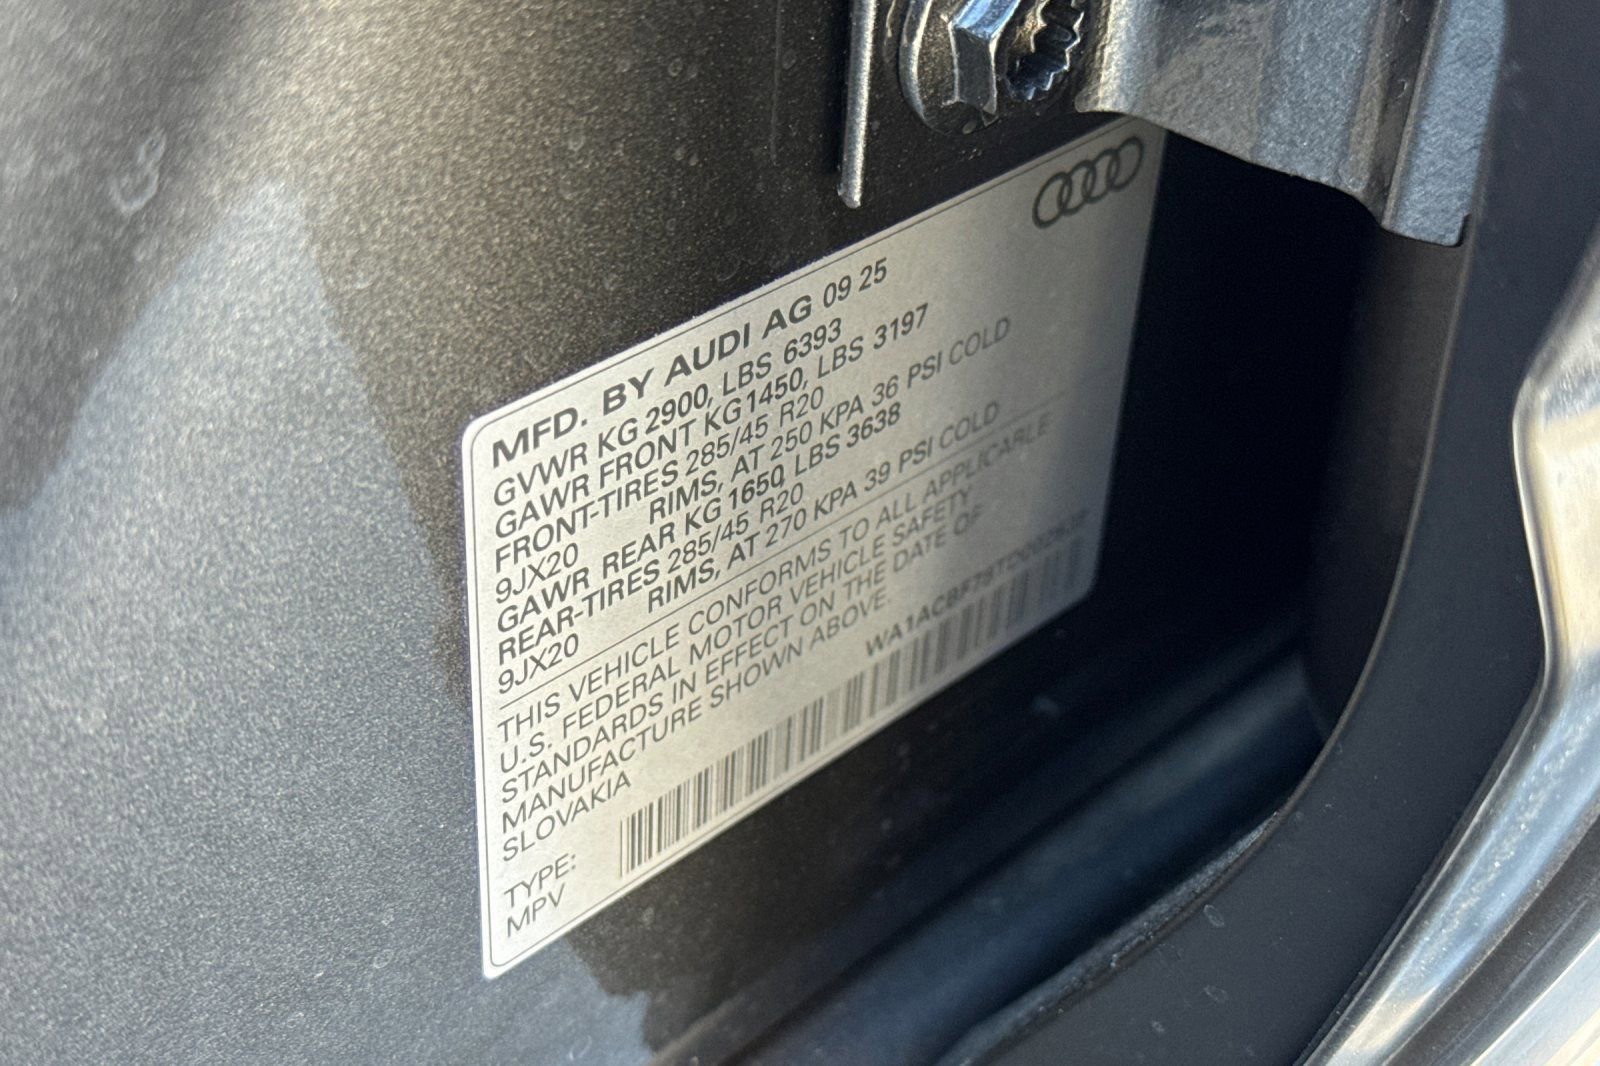 MFD. BY AUDI AG 09 25
GVWR KG 2900, LBS 6393
GAWR FRONT KG1450, LBS 3197
FRONT-TIRES 285/45 R20
9JX20 RIMS, AT 250 KPA 36 PSI COLD
GAWR REAR KG 1650, LBS 3638
REAR-TIRES 285/45 R20
9JX20 RIMS, AT 270 KPA 39 PSI COLD
THIS VEHICLE CONFORMS TO ALL APPLICABLE
U.S. FEDERAL MOTOR VEHICLE SAFETY
STANDARDS IN EFFECT ON THE DATE OF
MANUFACTURE SHOWN ABOVE.
SLOVAKIA
TYPE:
MPV